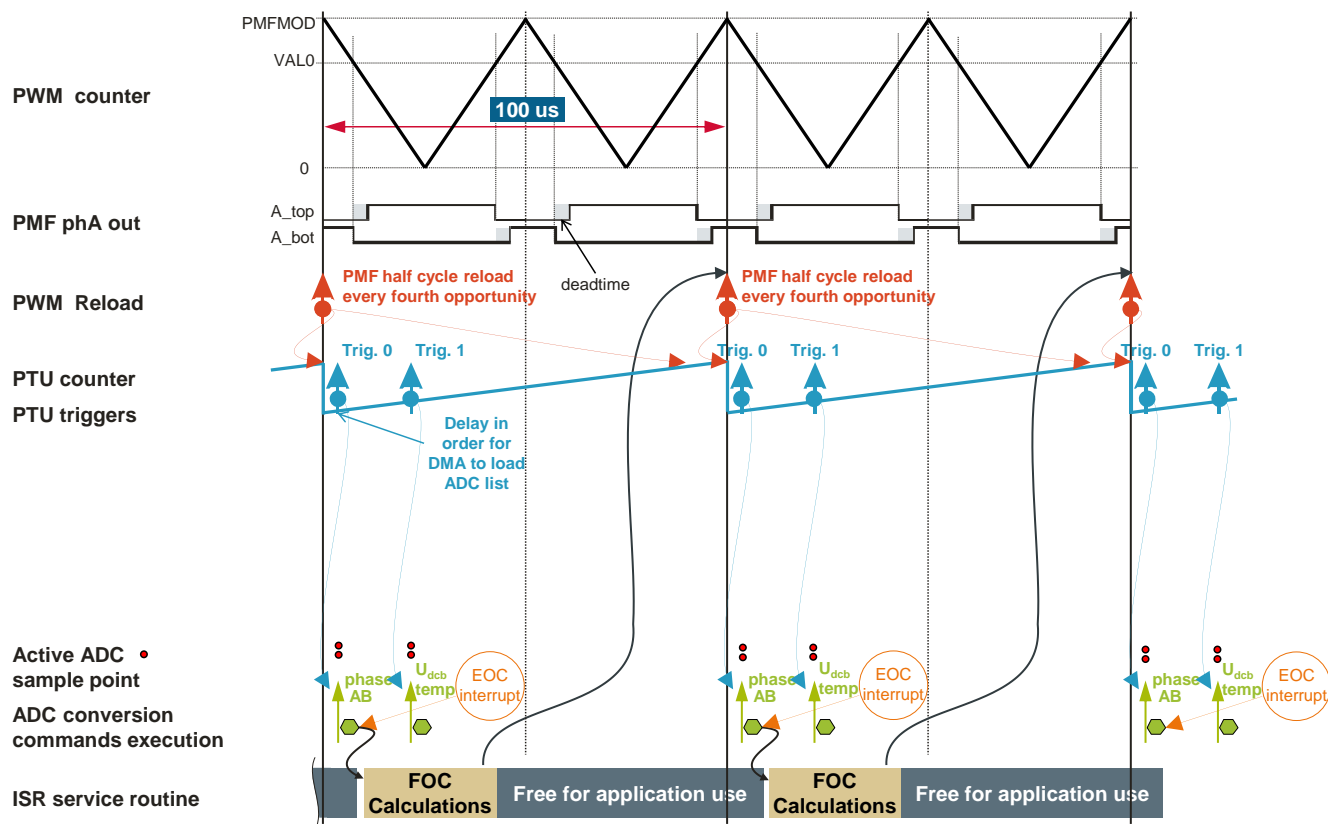 PMFMOD
VAL0
PWM counter
100 us
0
A_top
PMF phA out
A_bot
deadtime
PMF half cycle reload
every fourth opportunity
PMF half cycle reload
every fourth opportunity
PWM Reload
Trig. 0
Trig. 1
Trig. 0
Trig. 1
Trig. 0
Trig. 1
PTU counter
PTU triggers
Delay in
order for
DMA to load
ADC list
Active ADC
sample point
phase
AB
Udcb
temp
EOC
interrupt
phase
AB
Udcb
temp
EOC
interrupt
phase
AB
Udcb
temp
EOC
interrupt
ADC conversion
commands execution
ISR service routine
FOC
Calculations
Free for application use
FOC
Calculations
Free for application use